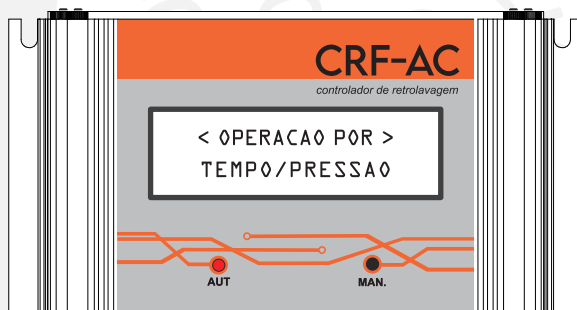 CRF-AC
controlador de retrolavagem
< OPERACAO POR >
TEMPO/PRESSAO
AUT
MAN.